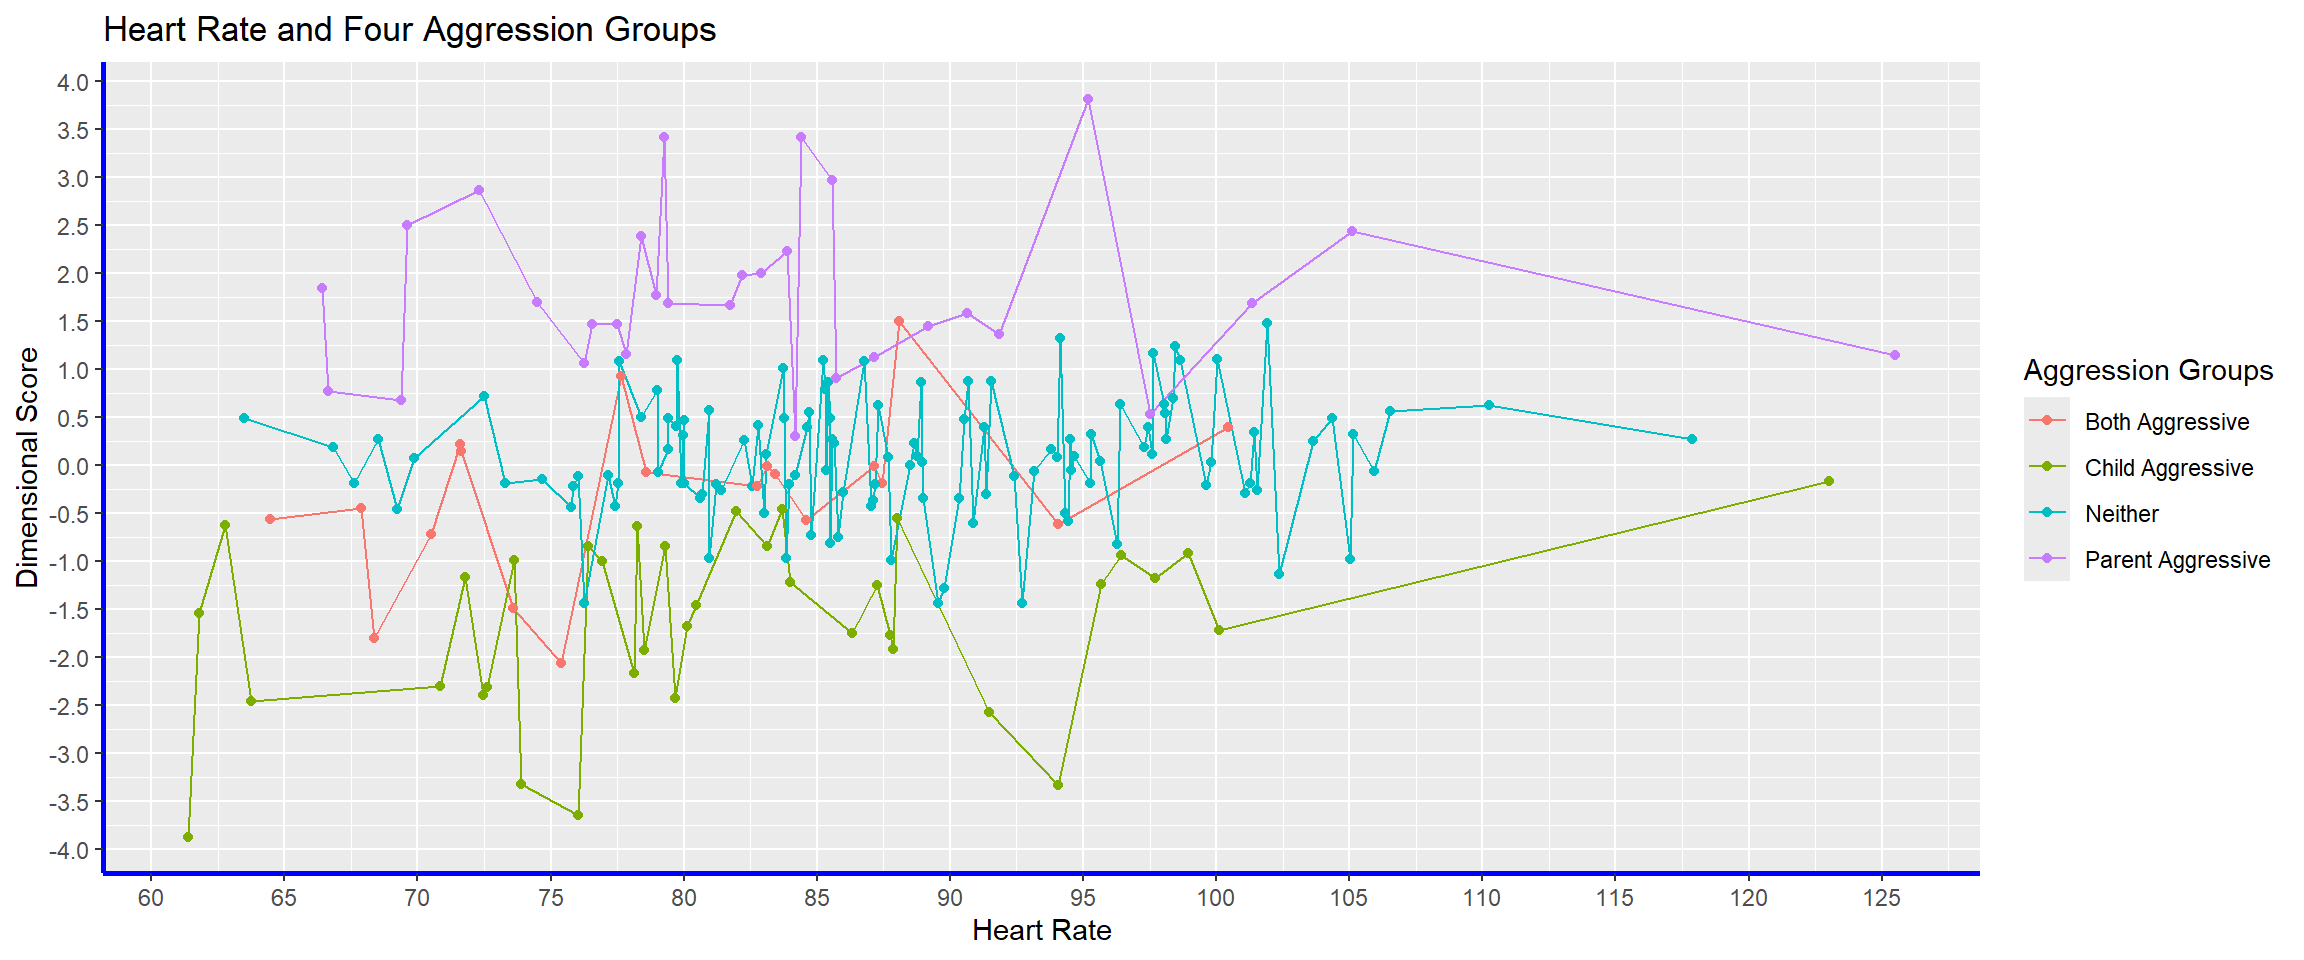 Heart Rate and Four Aggression Groups
Dimensional Score
4.0
3.5
3.0
2.5
2.0
1.5
1.0
0.5
0.0
-0.5
-1.0
-1.5
-2.0
-2.5
-3.0
-3.5
-4.0
60 65 70 75 80 85 90 95 100 105 110 115 120 125
Heart Rate
Aggression Groups
Both Aggressive
Child Aggressive
Neither
Parent Aggressive